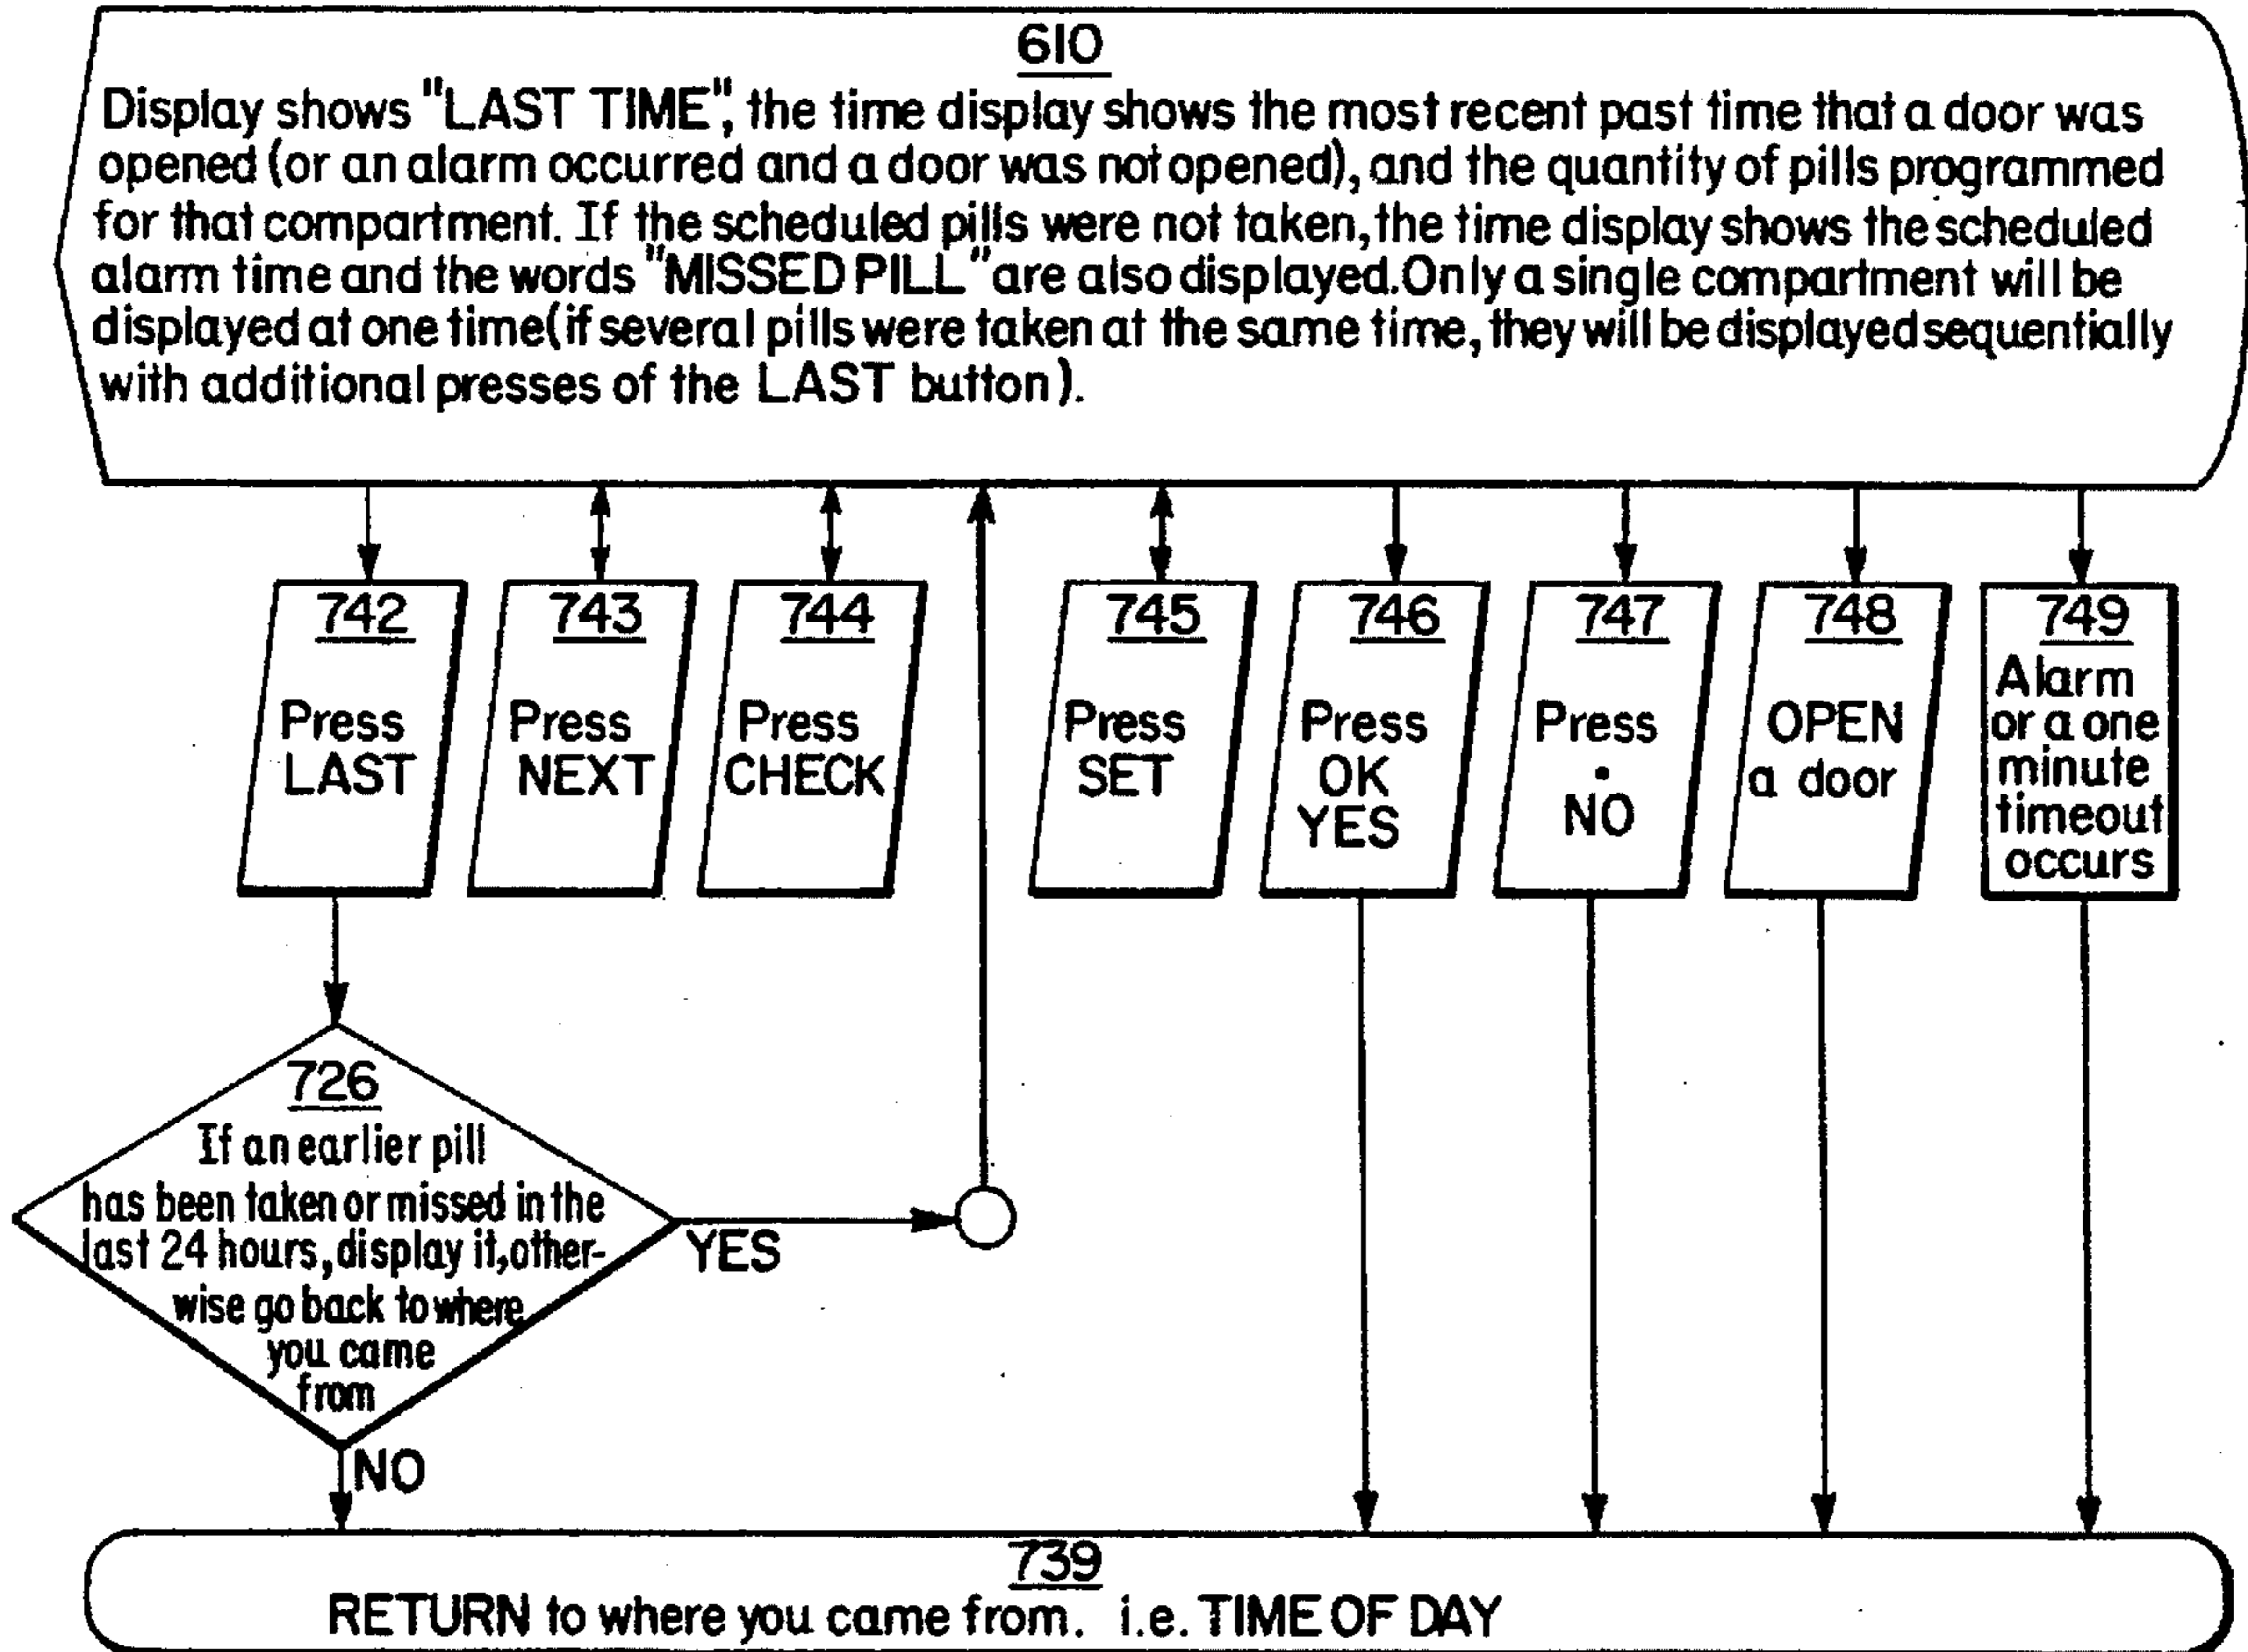 610
Display shows "LAST TIME", the time display shows the most recent past time that a door was
opened (or an alarm occurred and a door was not opened), and the quantity of pills programmed
for that compartment. If the scheduled pills were not taken, the time display shows the scheduled
alarm time and the words "MISSED PILL" are also displayed. Only a single compartment will be
displayed at one time (if several pills were taken at the same time, they will be displayed sequentially
with additional presses of the LAST button).
742
Press
LAST
743
Press
NEXT
744
Press
CHECK
745
Press
SET
746
Press
OK
YES
747
Press
.
NO
748
OPEN
a door
749
Alarm
or a one
minute
timeout
occurs
726
If an earlier pill
has been taken or missed in the
last 24 hours, display it, other-
wise go back to where
you came
from
YES
NO
739
RETURN to where you came from. i.e. TIME OF DAY